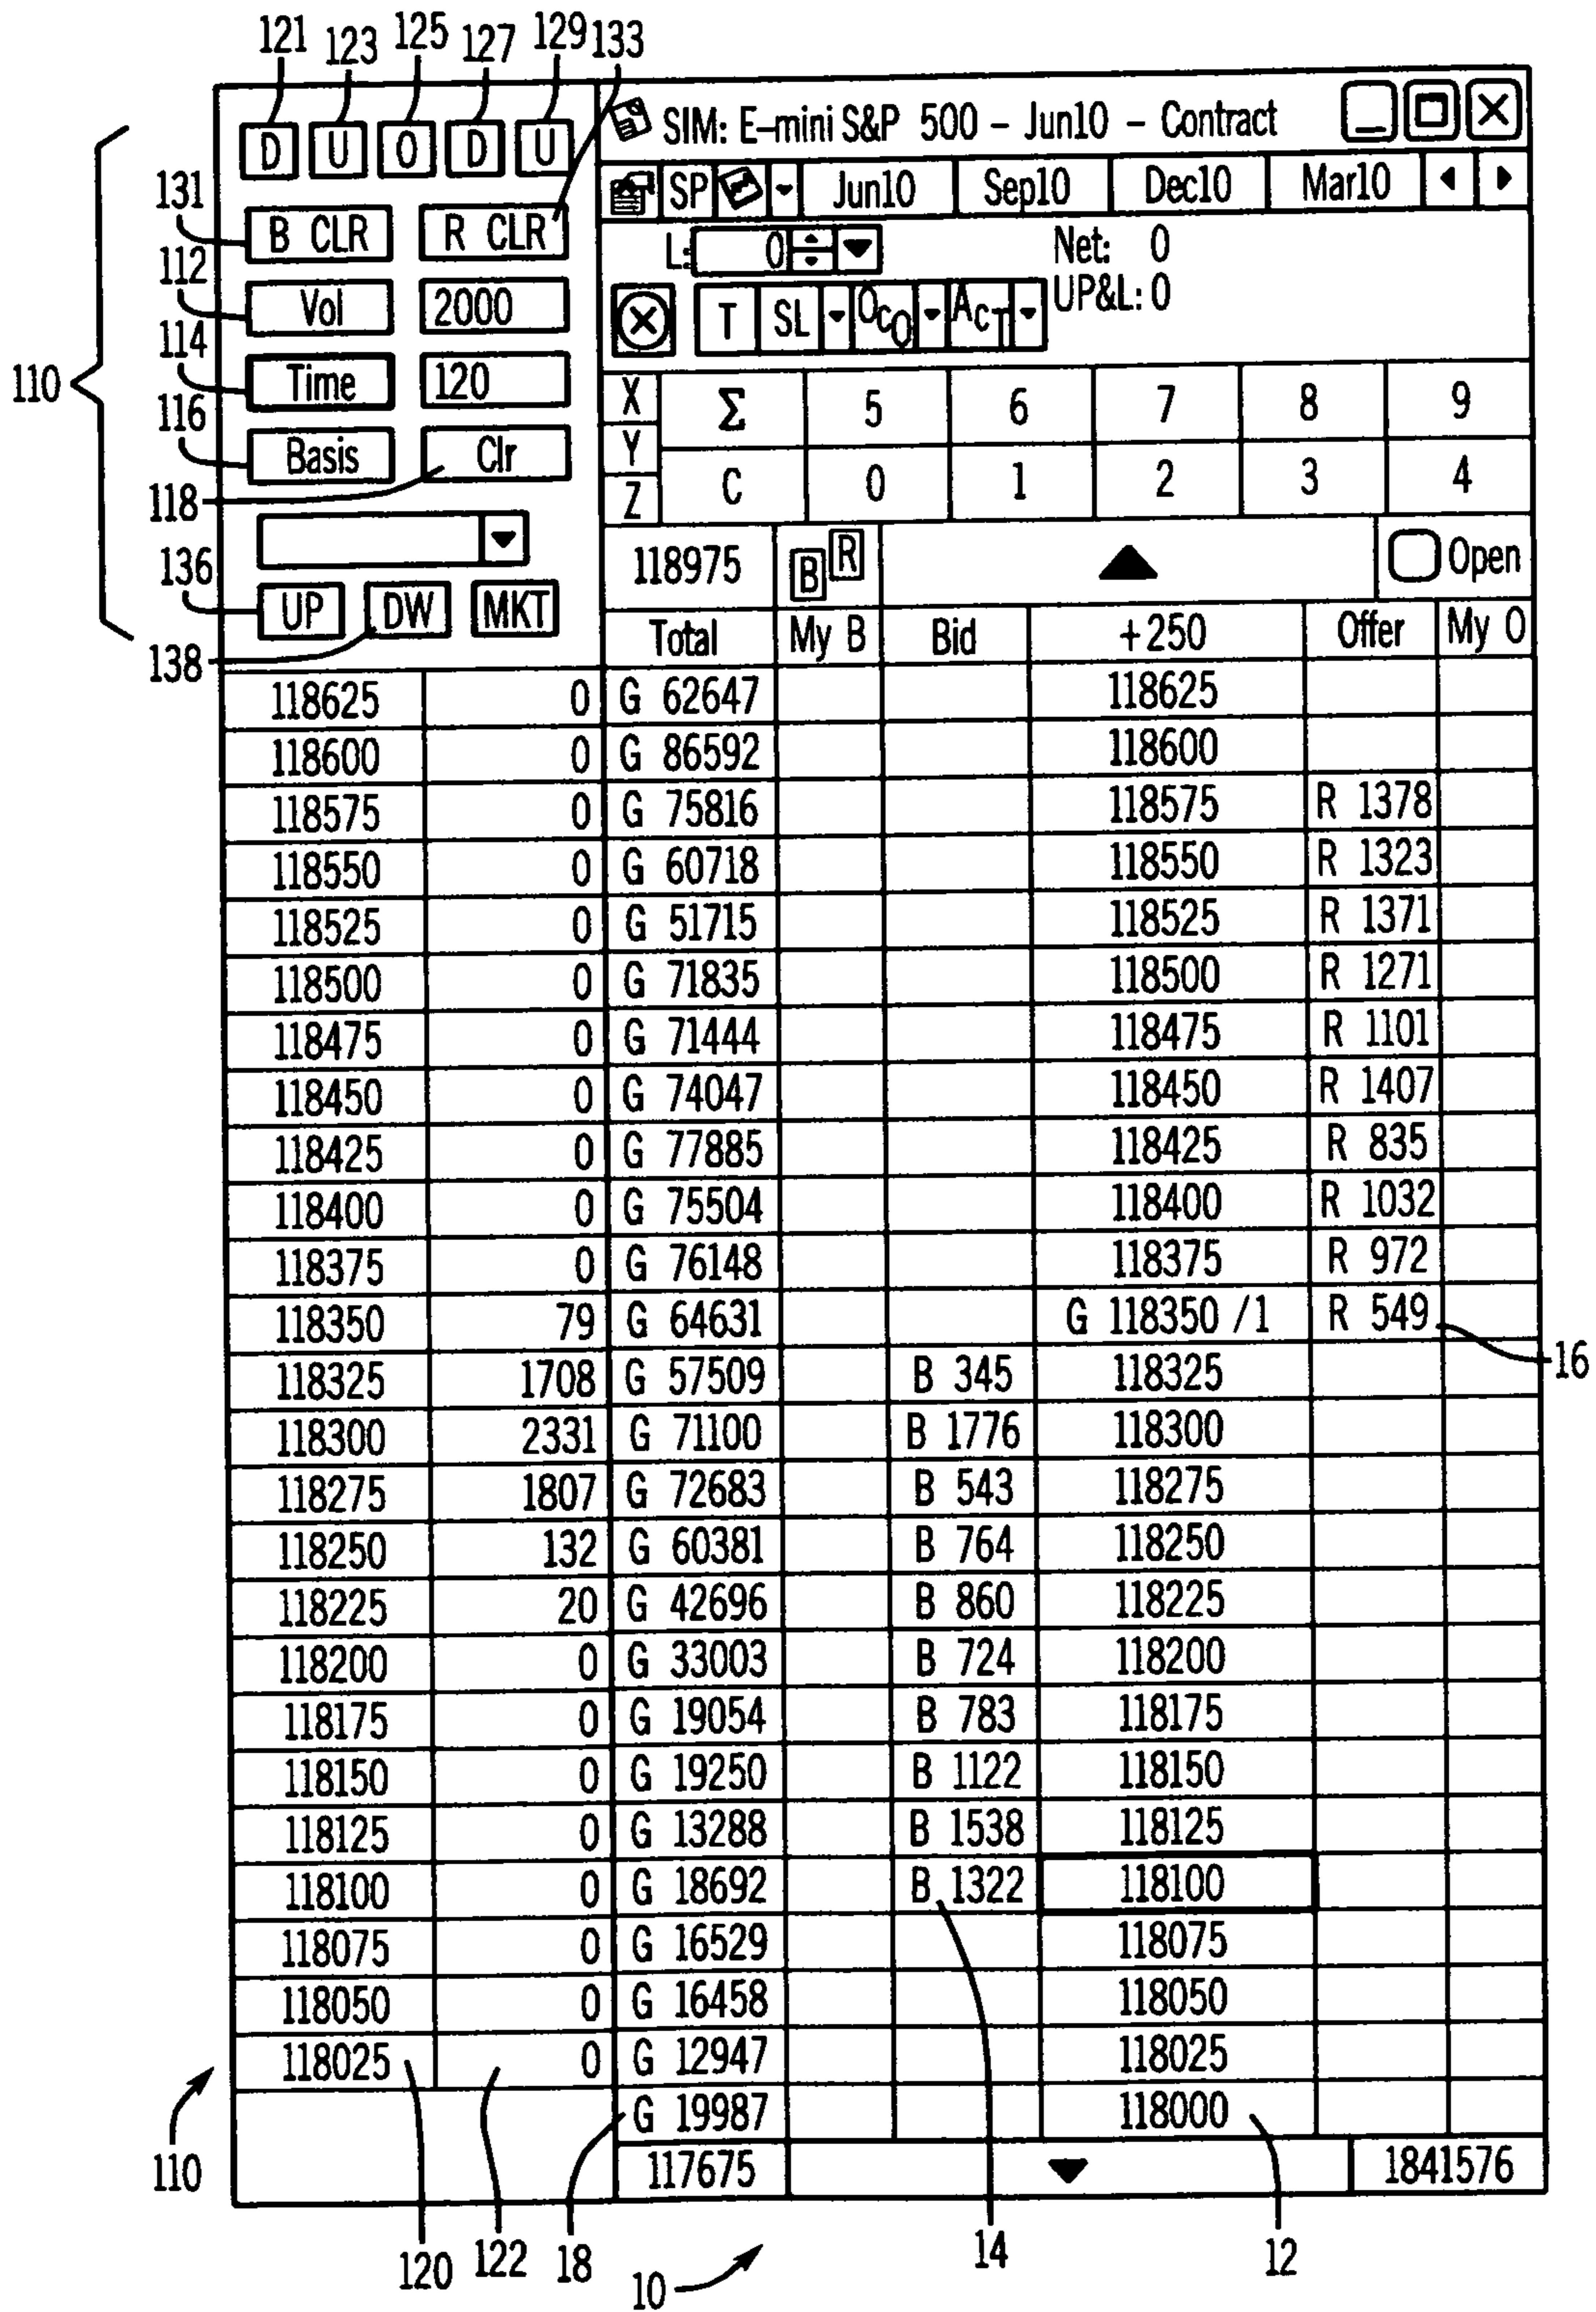 121 123 125 127 129 133
D U O D U
SIM: E-mini S&P 500 - Jun10 - Contract
SP Jun10 Sep10 Dec10 Mar10
131 B CLR R CLR
L: 0 Net: 0
112 Vol 2000
UP&L: 0
T SL OCO ACT
114 Time 120
110
X Σ 5 6 7 8 9
116 Basis Clr
Y
Z C 0 1 2 3 4
118
118975 B R Open
136 UP DW MKT
138
Total My B Bid +250 Offer My O
118625 0 G 62647 118625
118600 0 G 86592 118600
118575 0 G 75816 118575 R 1378
118550 0 G 60718 118550 R 1323
118525 0 G 51715 118525 R 1371
118500 0 G 71835 118500 R 1271
118475 0 G 71444 118475 R 1101
118450 0 G 74047 118450 R 1407
118425 0 G 77885 118425 R 835
118400 0 G 75504 118400 R 1032
118375 0 G 76148 118375 R 972
118350 79 G 64631 G 118350 /1 R 549
16
118325 1708 G 57509 B 345 118325
118300 2331 G 71100 B 1776 118300
118275 1807 G 72683 B 543 118275
118250 132 G 60381 B 764 118250
118225 20 G 42696 B 860 118225
118200 0 G 33003 B 724 118200
118175 0 G 19054 B 783 118175
118150 0 G 19250 B 1122 118150
118125 0 G 13288 B 1538 118125
118100 0 G 18692 B 1322 118100
118075 0 G 16529 118075
118050 0 G 16458 118050
118025 0 G 12947 118025
G 19987 118000
110 117675 1841576
120 122 18 10 14 12